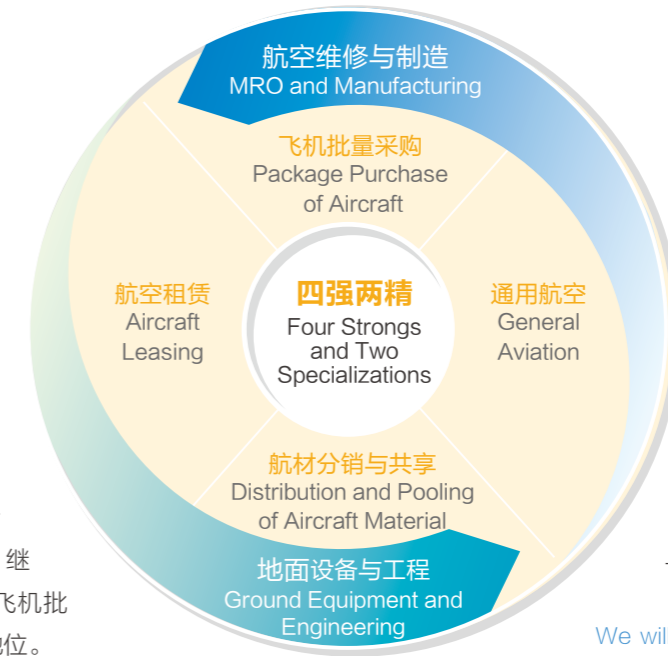 航空维修与制造
MRO and Manufacturing
飞机批量采购
Package Purchase
of Aircraft
航空租赁
Aircraft
Leasing
四强两精
Four Strongs
and Two
Specializations
通用航空
General
Aviation
航材分销与共享
Distribution and Pooling
of Aircraft Material
地面设备与工程
Ground Equipment and
Engineering
继
飞机批
位。
We will